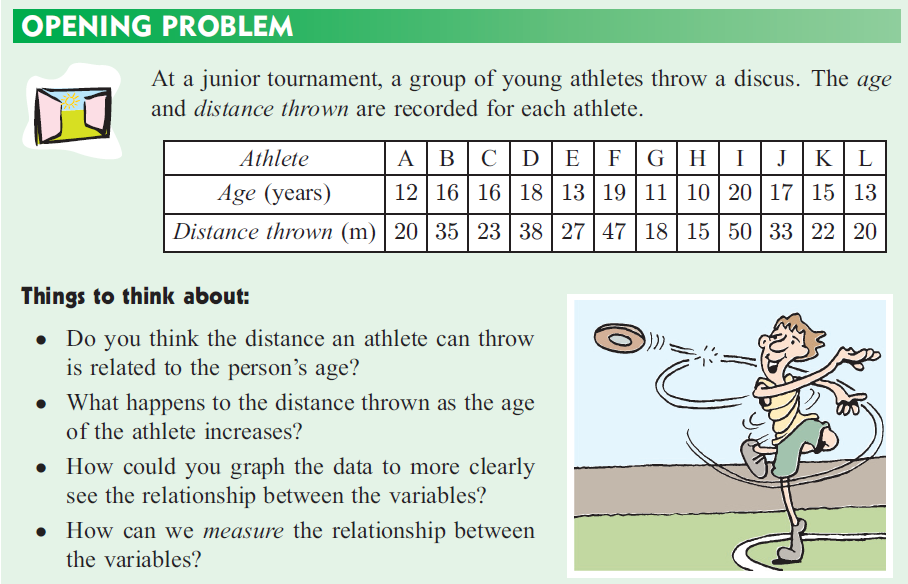 OPENING PROBLEM
At a junior tournament, a group of young athletes throw a discus. The age
and distance thrown are recorded for each athlete.
Athlete A B C D E F G H I J K L
Age (years) 12 16 16 18 13 19 11 10 20 17 15 13
Distance thrown (m) 20 35 23 38 27 47 18 15 50 33 22 20
Things to think about:
• Do you think the distance an athlete can throw
is related to the person's age?
• What happens to the distance thrown as the age
of the athlete increases?
• How could you graph the data to more clearly
see the relationship between the variables?
• How can we measure the relationship between
the variables?